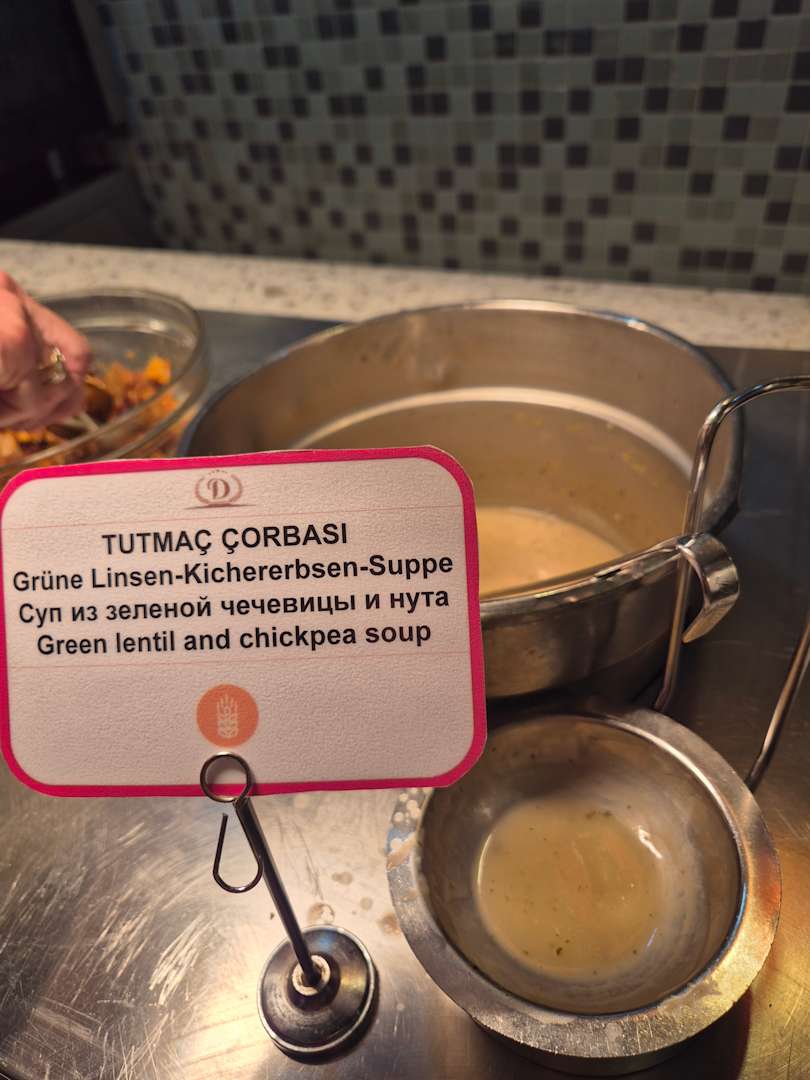 D
TUTMAÇ ÇORBASI
Grüne Linsen-Kichererbsen-Suppe
Суп из зеленой чечевицы и нута
Green lentil and chickpea soup